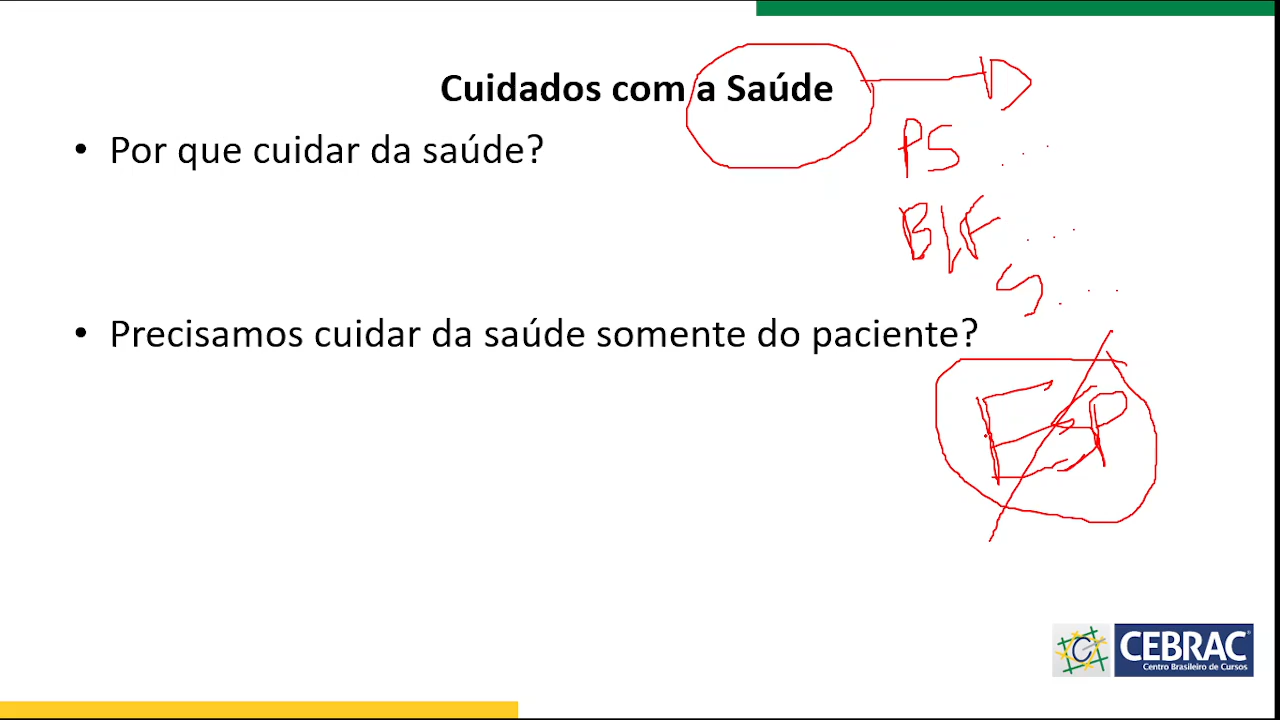 Cuidados com a Saúde
• Por que cuidar da saúde?
PS ...
B/F ...
S...
• Precisamos cuidar da saúde somente do paciente?
CEBRAC®
Centro Brasileiro de Cursos